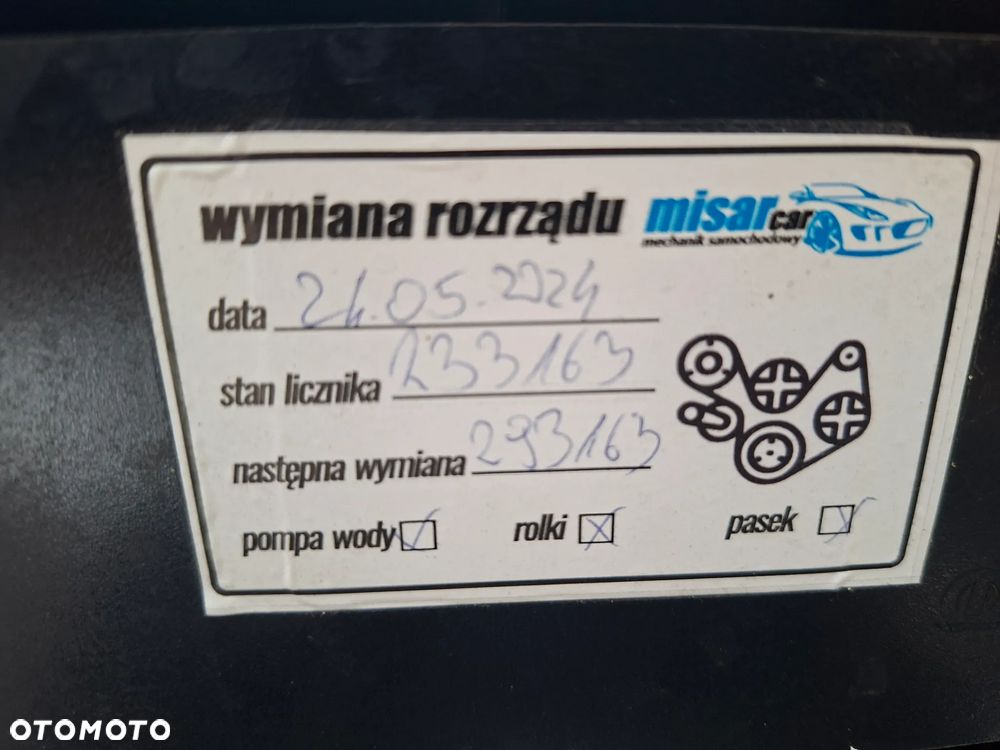 wymiana rozrządu misar car
mechanik samochodowy
data 24.05.2024
stan licznika 233163
następna wymiana 293163
pompa wody rolki pasek
OTOMOTO